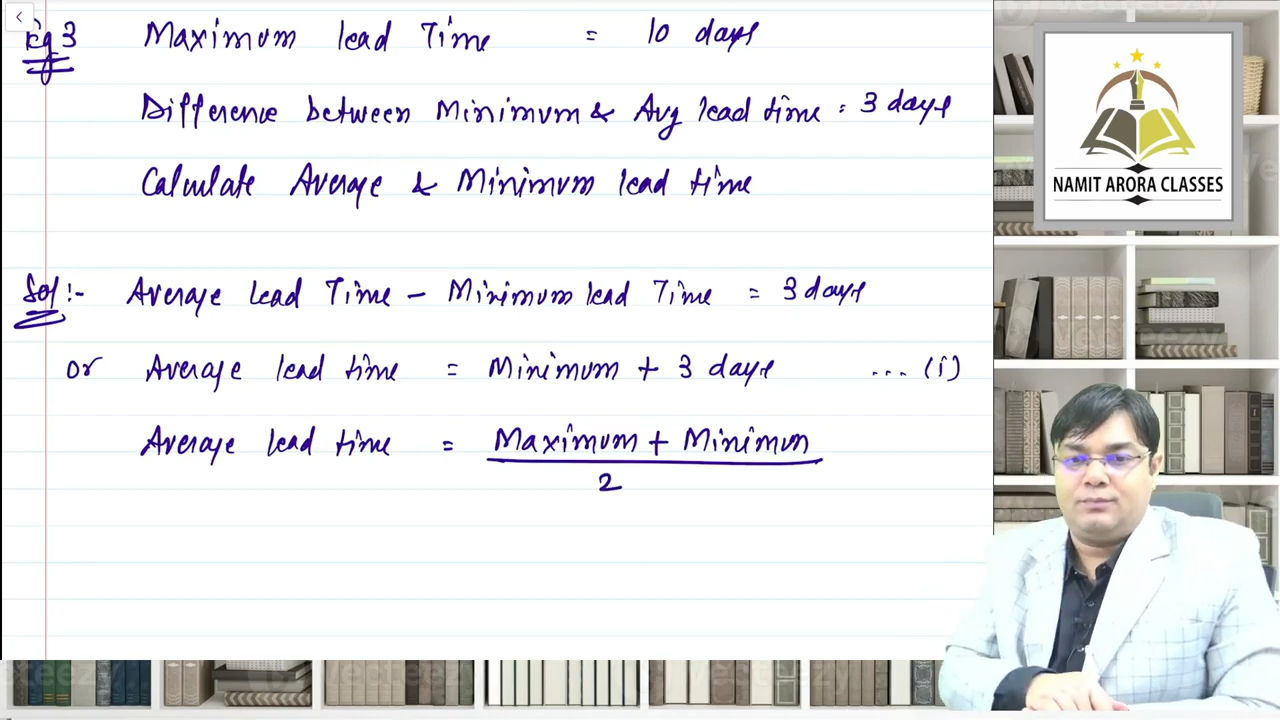 Eg 3 Maximum lead Time = 10 days
Difference between Minimum & Avg lead time = 3 days
Calculate Average & Minimum lead time
Sol :- Average lead Time - Minimum lead Time = 3 days
or Average lead time = Minimum + 3 days ... (i)
Average lead time = Maximum + Minimum
2
NAMIT ARORA CLASSES
vecteezy